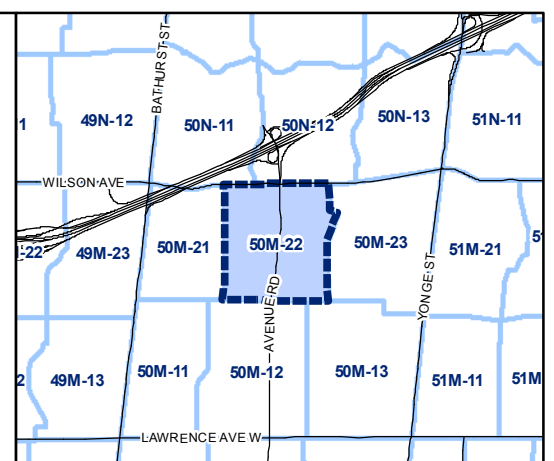 BATHURST ST
49N-12
50N-11
50N-12
50N-13
51N-11
1
WILSON AVE
-22
49M-23
50M-21
50M-22
50M-23
51M-21
51
AVENUE RD
YONGE ST
2
49M-13
50M-11
50M-12
50M-13
51M-11
51M
LAWRENCE AVE W